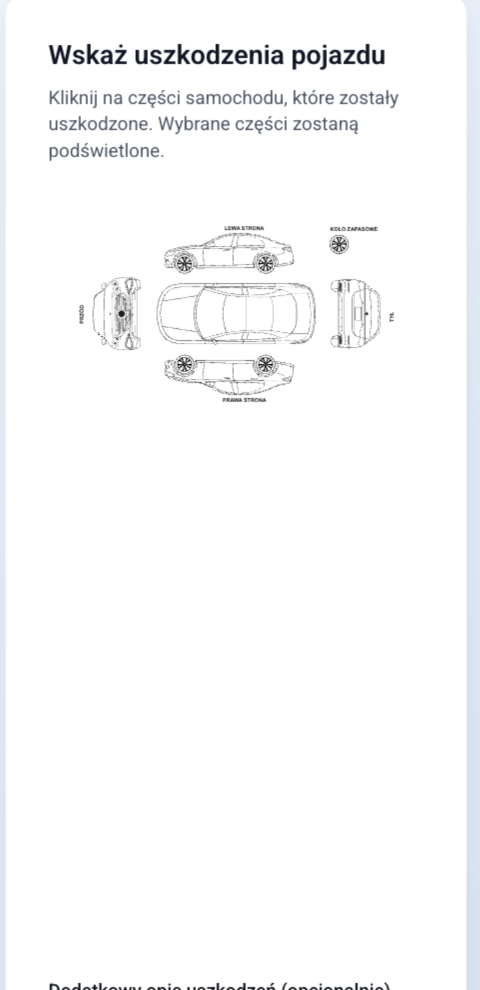 Wskaż uszkodzenia pojazdu
Kliknij na części samochodu, które zostały
uszkodzone. Wybrane części zostaną
podświetlone.
LEWA STRONA
KOŁO ZAPASOWE
PRZÓD
TYŁ
PRAWA STRONA
Dodatkowy opis uszkodzeń (opcjonalnie)